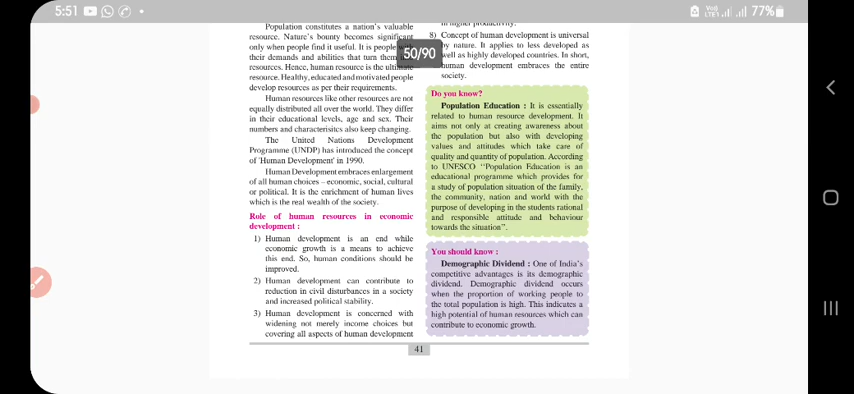 5:51
Vo))
LTE1
77%
Population constitutes a nation's valuable
resource. Nature's bounty becomes significant
only when people find it useful. It is people
their demands and abilities that turn them
resources. Hence, human resource is the ultimate
resource. Healthy, educated and motivated people
develop resources as per their requirements.
Human resources like other resources are not
equally distributed all over the world. They differ
in their educational levels, age and sex. Their
numbers and characterisitcs also keep changing.
The United Nations Development
Programme (UNDP) has introduced the concept
of 'Human Development' in 1990.
Human Development embraces enlargement
of all human choices – economic, social, cultural
or political. It is the enrichment of human lives
which is the real wealth of the society.
Role of human resources in economic
development :
1) Human development is an end while
economic growth is a means to achieve
this end. So, human conditions should be
improved.
2) Human development can contribute to
reduction in civil disturbances in a society
and increased political stability.
3) Human development is concerned with
widening not merely income choices but
covering all aspects of human development
50/90
in higher productivity.
8) Concept of human development is universal
by nature. It applies to less developed as
well as highly developed countries. In short,
human development embraces the entire
society.
Do you know?
Population Education : It is essentially
related to human resource development. It
aims not only at creating awareness about
the population but also with developing
values and attitudes which take care of
quality and quantity of population. According
to UNESCO "Population Education is an
educational programme which provides for
a study of population situation of the family,
the community, nation and world with the
purpose of developing in the students rational
and responsible attitude and behaviour
towards the situation".
You should know :
Demographic Dividend : One of India's
competitive advantages is its demographic
dividend. Demographic dividend occurs
when the proportion of working people to
the total population is high. This indicates a
high potential of human resources which can
contribute to economic growth.
41